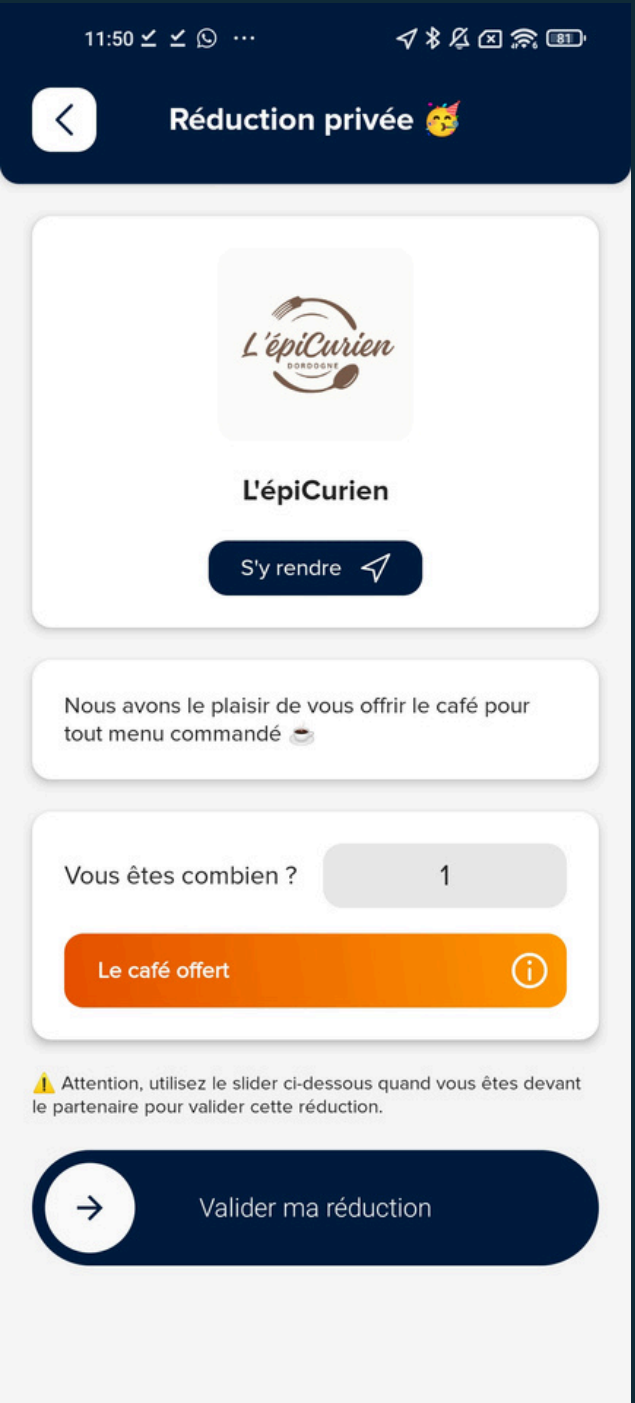 11:50
81
Réduction privée 🥳
L'épiCurien
DORDOGNE
L'épiCurien
S'y rendre
Nous avons le plaisir de vous offrir le café pour
tout menu commandé ☕
Vous êtes combien ? 1
Le café offert
⚠️ Attention, utilisez le slider ci-dessous quand vous êtes devant
le partenaire pour valider cette réduction.
Valider ma réduction